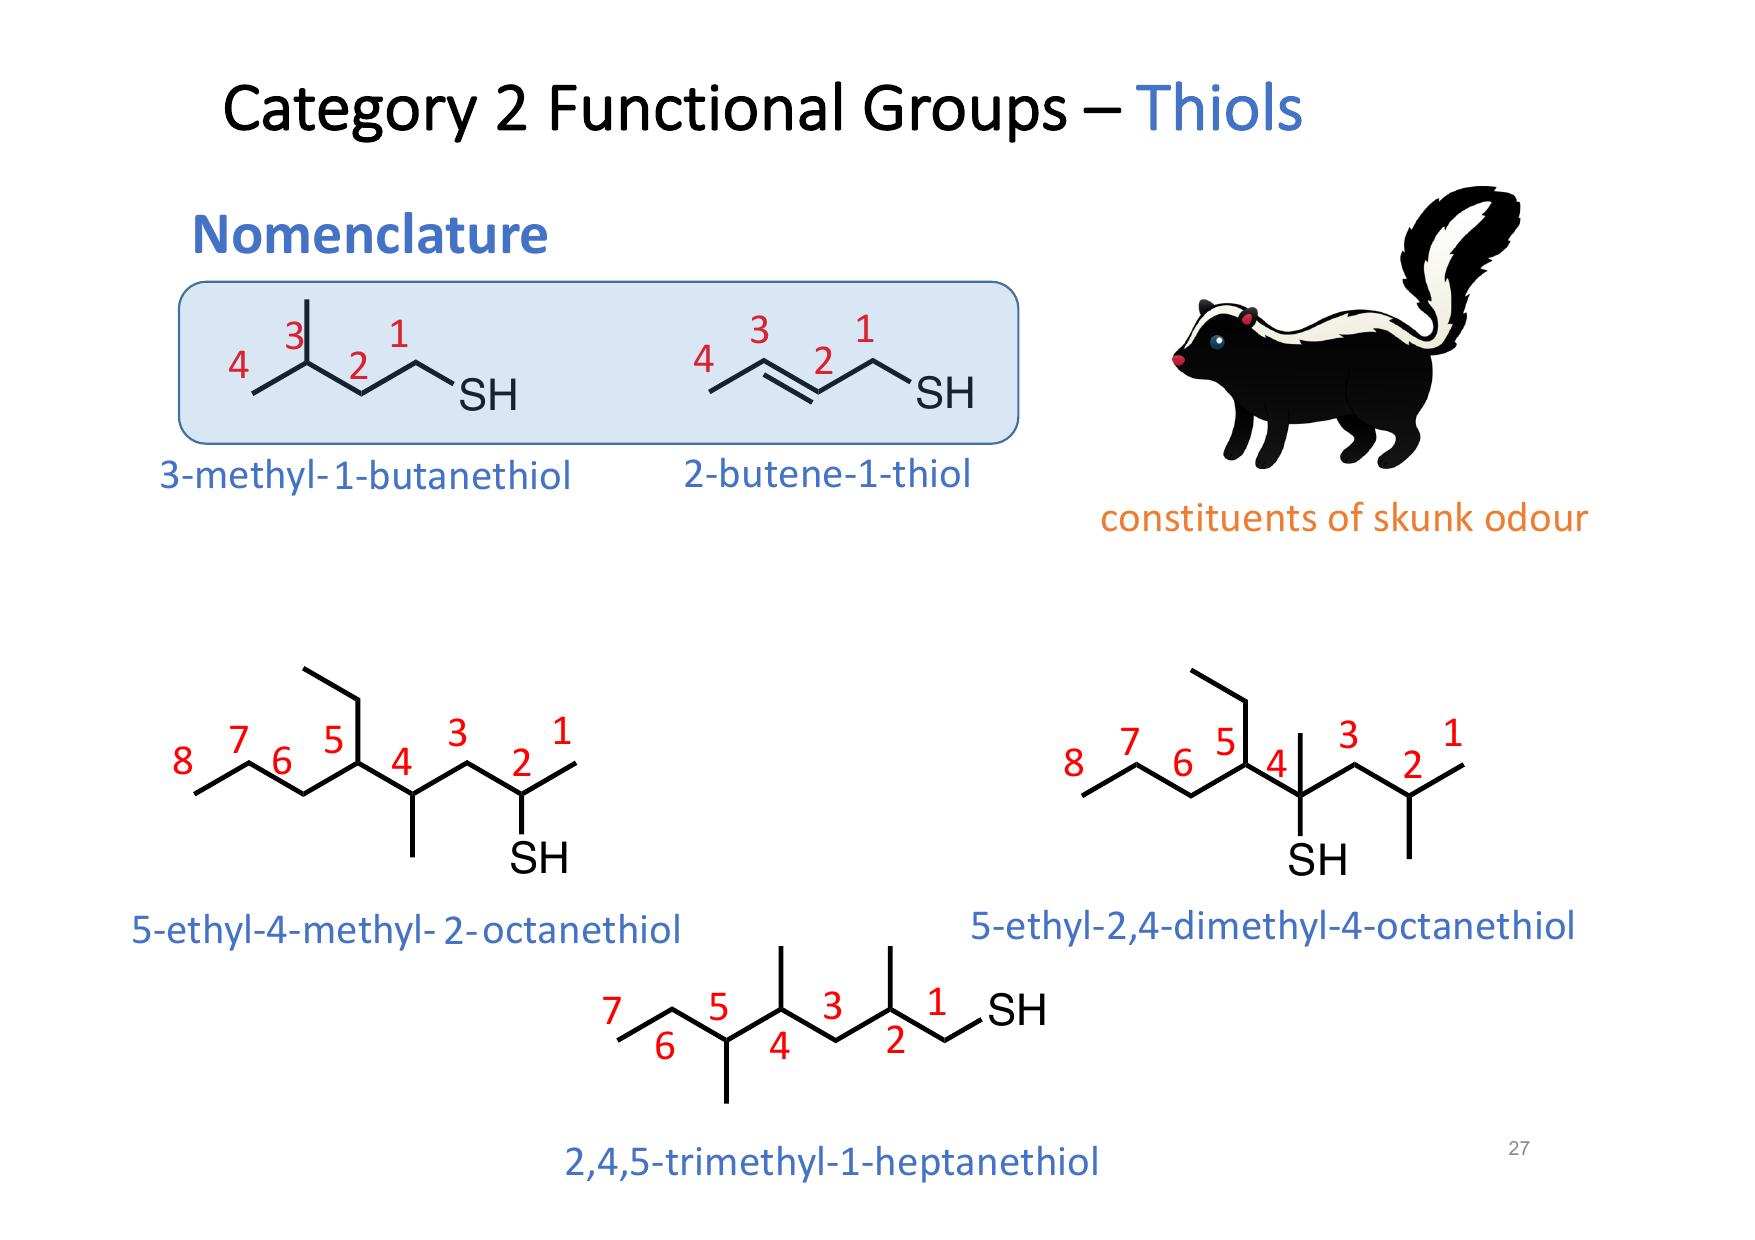 Category 2 Functional Groups – Thiols
Nomenclature
4 3 2 1 SH
4 3 2 1 SH
3-methyl-1-butanethiol
2-butene-1-thiol
constituents of skunk odour
8 7 6 5 4 3 2 1
SH
8 7 6 5 4 3 2 1
SH
5-ethyl-4-methyl-2-octanethiol
5-ethyl-2,4-dimethyl-4-octanethiol
7 6 5 4 3 2 1 SH
2,4,5-trimethyl-1-heptanethiol
27